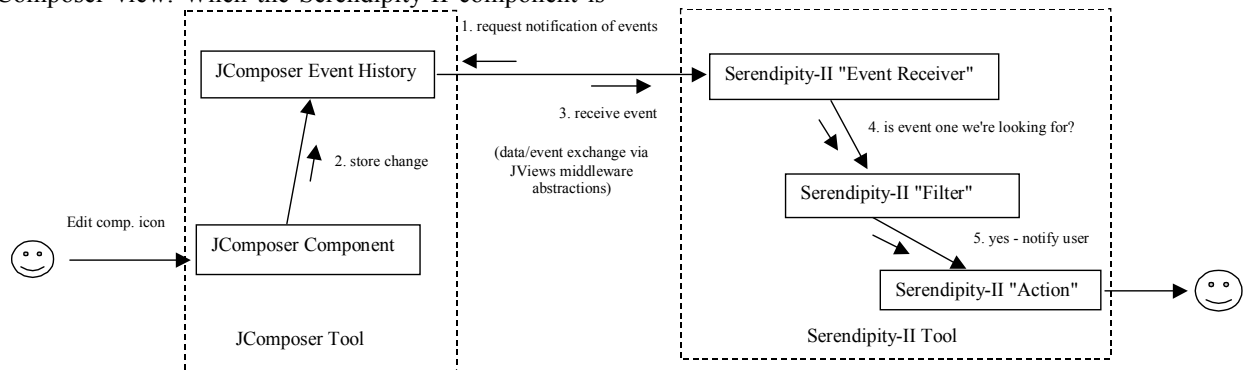 Composer view. When the Serendipity-II component is
1. request notification of events
JComposer Event History
Serendipity-II "Event Receiver"
3. receive event
4. is event one we're looking for?
2. store change
(data/event exchange via
JViews middleware
abstractions)
Serendipity-II "Filter"
Edit comp. icon
JComposer Component
5. yes - notify user
Serendipity-II "Action"
JComposer Tool
Serendipity-II Tool